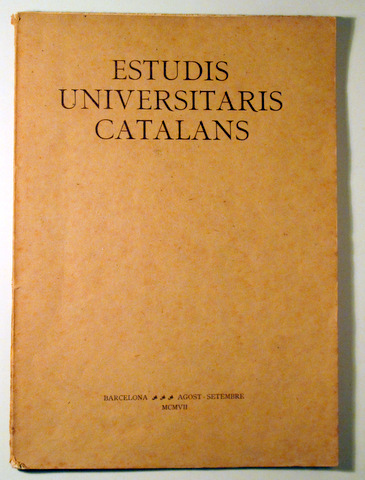 ESTUDIS
UNIVERSITARIS
CATALANS
BARCELONA AGOST-SETEMBRE
MCMVII